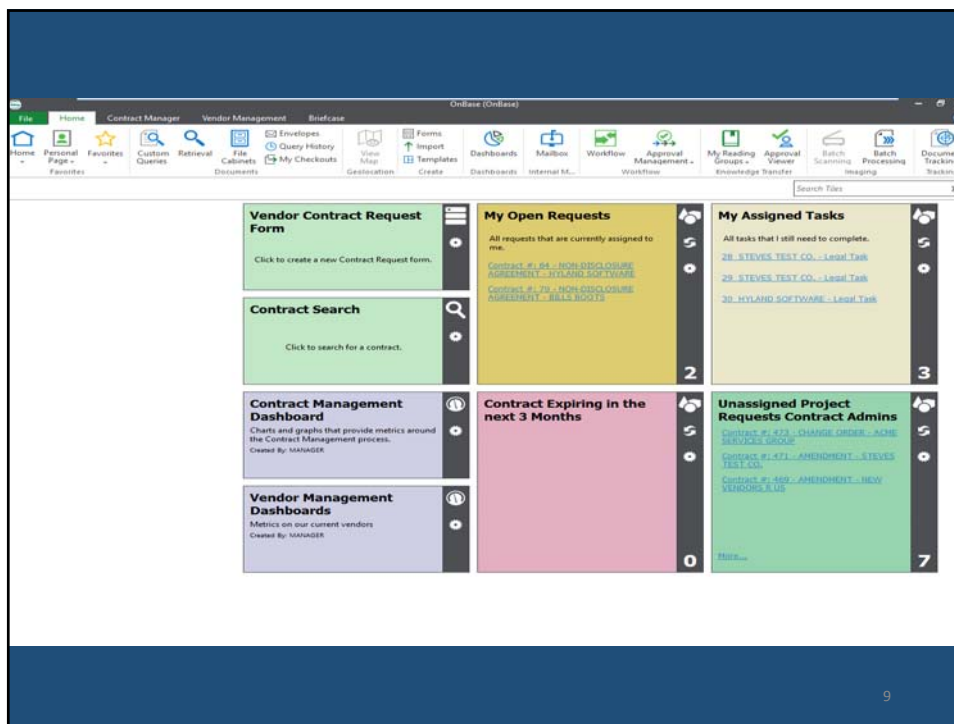 OnBase (OnBase)
File Home Contract Manager Vendor Management Briefcase
Home
Personal Page
Favorites
Favorites
Custom Queries
Retrieval
File Cabinets
Envelopes
Query History
My Checkouts
Documents
View Map
Geolocation
Forms
Import
Templates
Create
Dashboards
Dashboards
Mailbox
Internal M...
Workflow
Approval Management
Workflow
My Reading Groups
Approval Viewer
Knowledge Transfer
Batch Scanning
Batch Processing
Imaging
Docume
Trackin
Trackin
Search Tiles
Vendor Contract Request
Form
Click to create a new Contract Request form.
Contract Search
Click to search for a contract.
My Open Requests
All requests that are currently assigned to
me.
Contract #: 64 - NON-DISCLOSURE
AGREEMENT - HYLAND SOFTWARE
Contract #: 70 - NON-DISCLOSURE
AGREEMENT - BILLS BOOTS
2
My Assigned Tasks
All tasks that I still need to complete.
28 STEVES TEST CO. - Legal Task
29 STEVES TEST CO. - Legal Task
30 HYLAND SOFTWARE - Legal Task
3
Contract Management
Dashboard
Charts and graphs that provide metrics around
the Contract Management process.
Created By: MANAGER
Vendor Management
Dashboards
Metrics on our current vendors
Created By: MANAGER
Contract Expiring in the
next 3 Months
0
Unassigned Project
Requests Contract Admins
Contract #: 473 - CHANGE ORDER - ACME
SERVICES GROUP
Contract #: 471 - AMENDMENT - STEVES
TEST CO.
Contract #: 469 - AMENDMENT - NEW
VENDORS R US
More...
7
9